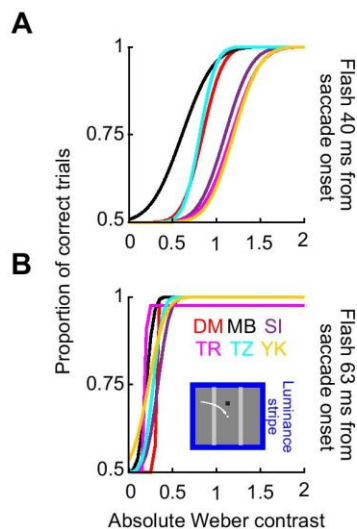 A
1
0.75
0.5
0 0.5 1 1.5 2
Flash 40 ms from
saccade onset
Proportion of correct trials
B
1
0.75
0.5
0 0.5 1 1.5 2
DM MB SI
TR TZ YK
Luminance
stripe
Flash 63 ms from
saccade onset
Absolute Weber contrast